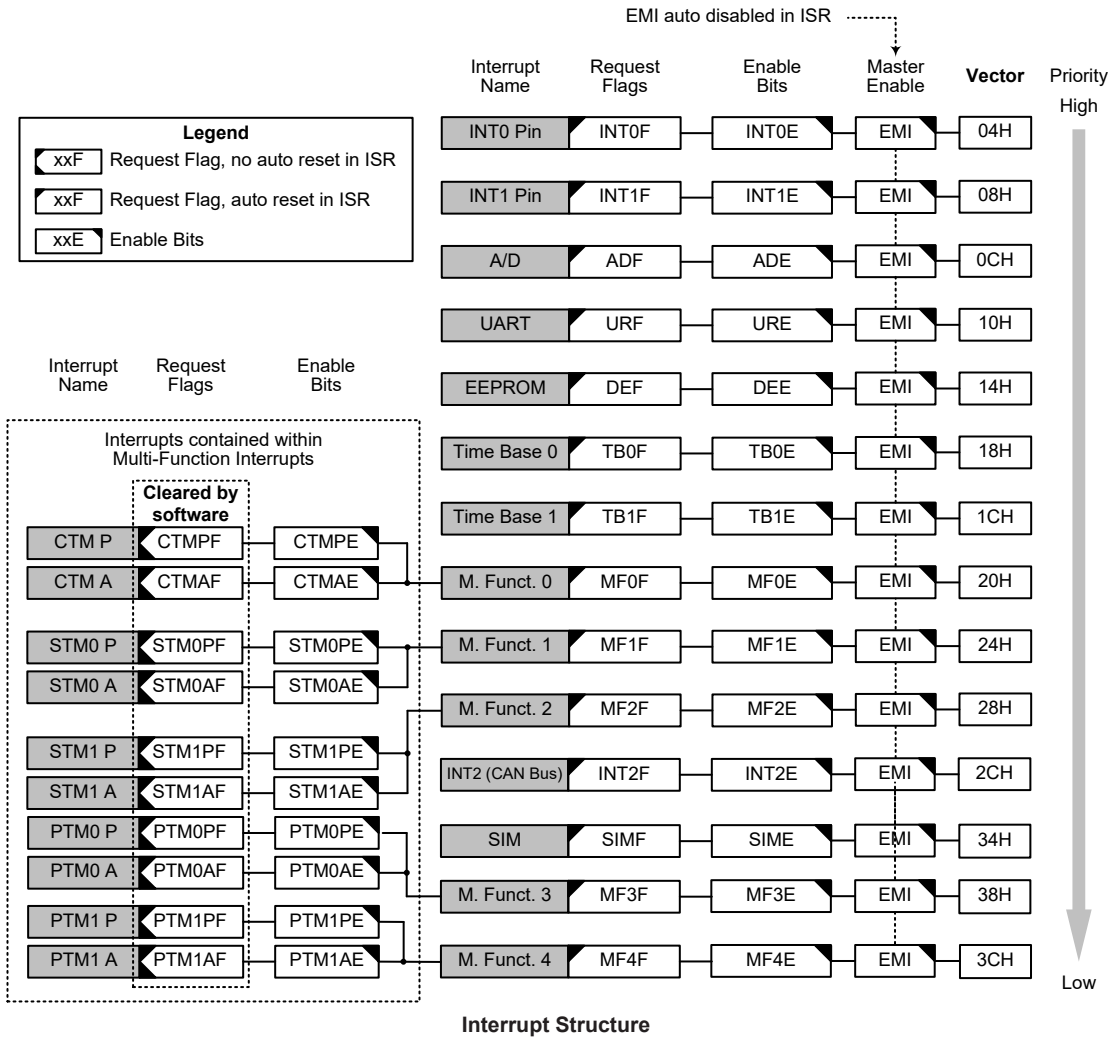 EMI auto disabled in ISR
Interrupt Name Request Flags Enable Bits Master Enable Vector Priority
High
Legend
xxF Request Flag, no auto reset in ISR
xxF Request Flag, auto reset in ISR
xxE Enable Bits
INT0 Pin INT0F INT0E EMI 04H
INT1 Pin INT1F INT1E EMI 08H
A/D ADF ADE EMI 0CH
UART URF URE EMI 10H
EEPROM DEF DEE EMI 14H
Time Base 0 TB0F TB0E EMI 18H
Time Base 1 TB1F TB1E EMI 1CH
M. Funct. 0 MF0F MF0E EMI 20H
M. Funct. 1 MF1F MF1E EMI 24H
M. Funct. 2 MF2F MF2E EMI 28H
INT2 (CAN Bus) INT2F INT2E EMI 2CH
SIM SIMF SIME EMI 34H
M. Funct. 3 MF3F MF3E EMI 38H
M. Funct. 4 MF4F MF4E EMI 3CH
Low
Interrupt Name Request Flags Enable Bits
Interrupts contained within
Multi-Function Interrupts
Cleared by
software
CTM P CTMPF CTMPE
CTM A CTMAF CTMAE
STM0 P STM0PF STM0PE
STM0 A STM0AF STM0AE
STM1 P STM1PF STM1PE
STM1 A STM1AF STM1AE
PTM0 P PTM0PF PTM0PE
PTM0 A PTM0AF PTM0AE
PTM1 P PTM1PF PTM1PE
PTM1 A PTM1AF PTM1AE
Interrupt Structure